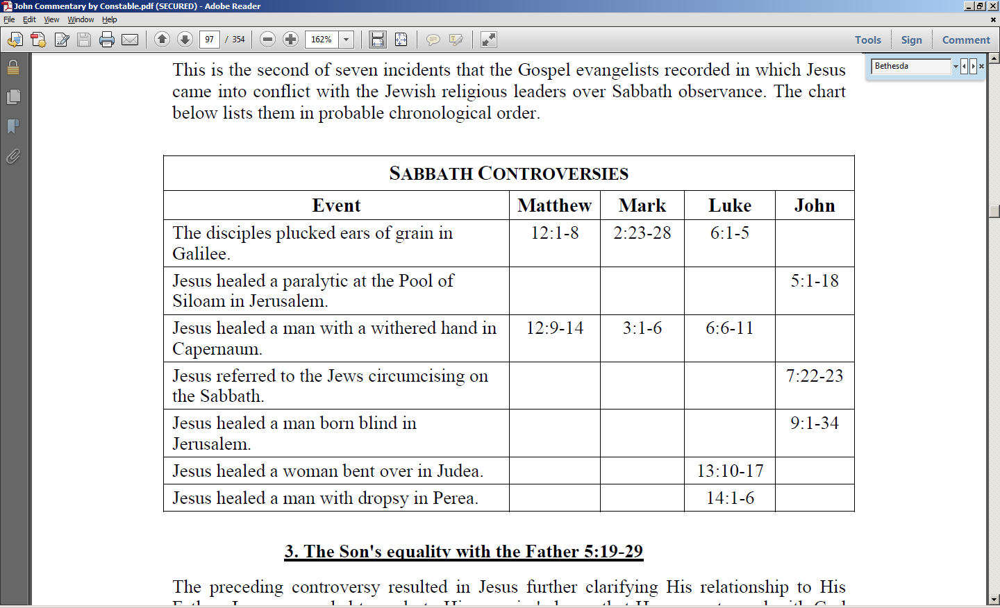 John Commentary by Constable.pdf (SECURED) - Adobe Reader
File Edit View Window Help
97 / 354 162% Tools Sign Comment
Bethesda
This is the second of seven incidents that the Gospel evangelists recorded in which Jesus
came into conflict with the Jewish religious leaders over Sabbath observance. The chart
below lists them in probable chronological order.
SABBATH CONTROVERSIES
Event Matthew Mark Luke John
The disciples plucked ears of grain in 12:1-8 2:23-28 6:1-5
Galilee.
Jesus healed a paralytic at the Pool of 5:1-18
Siloam in Jerusalem.
Jesus healed a man with a withered hand in 12:9-14 3:1-6 6:6-11
Capernaum.
Jesus referred to the Jews circumcising on 7:22-23
the Sabbath.
Jesus healed a man born blind in 9:1-34
Jerusalem.
Jesus healed a woman bent over in Judea. 13:10-17
Jesus healed a man with dropsy in Perea. 14:1-6
3. The Son's equality with the Father 5:19-29
The preceding controversy resulted in Jesus further clarifying His relationship to His